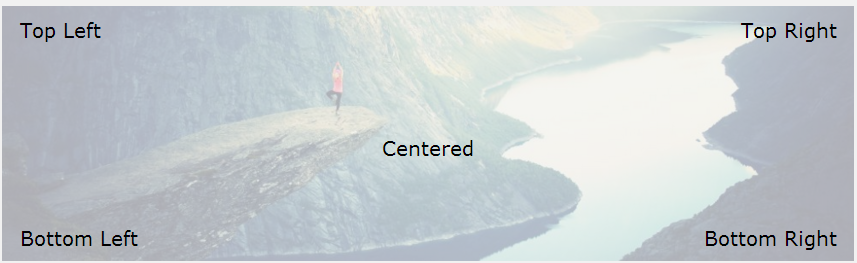 Top Left
Top Right
Centered
Bottom Left
Bottom Right